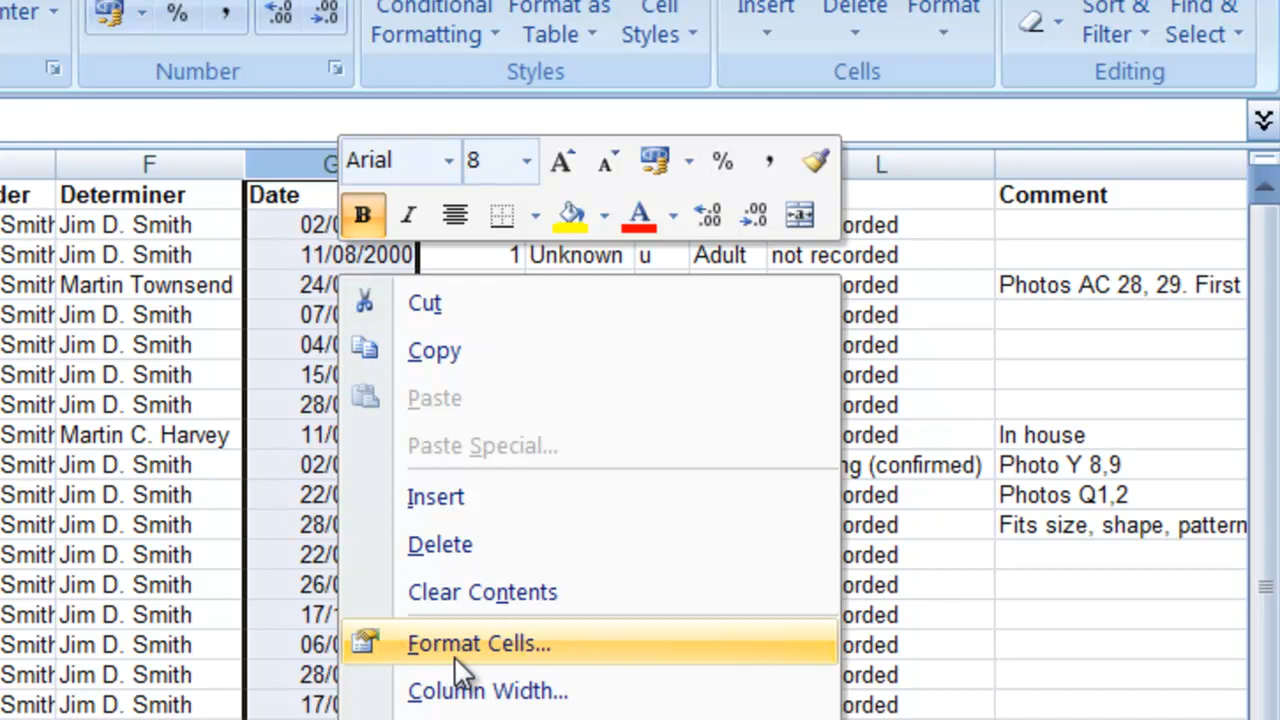 nter
%
,
Conditional Formatting
Format as Table
Cell Styles
Insert
Delete
Format
Sort & Filter
Find & Select
Number
Styles
Cells
Editing
Arial 8 A A % ,
B I A
F G L
der Determiner Date Comment
Smith Jim D. Smith 02/0 orded
Smith Jim D. Smith 11/08/2000 1 Unknown u Adult not recorded
Smith Martin Townsend 24/0 orded Photos AC 28, 29. First
Smith Jim D. Smith 07/0 orded
Smith Jim D. Smith 04/0 orded
Smith Jim D. Smith 15/0 orded
Smith Jim D. Smith 28/0 orded
Smith Martin C. Harvey 11/0 orded In house
Smith Jim D. Smith 02/0 ng (confirmed) Photo Y 8,9
Smith Jim D. Smith 22/0 orded Photos Q1,2
Smith Jim D. Smith 28/0 orded Fits size, shape, pattern
Smith Jim D. Smith 22/0 orded
Smith Jim D. Smith 26/0 orded
Smith Jim D. Smith 17/1 orded
Smith Jim D. Smith 06/0 orded
Smith Jim D. Smith 28/0 orded
Smith Jim D. Smith 17/0 orded
Cut
Copy
Paste
Paste Special...
Insert
Delete
Clear Contents
Format Cells...
Column Width...